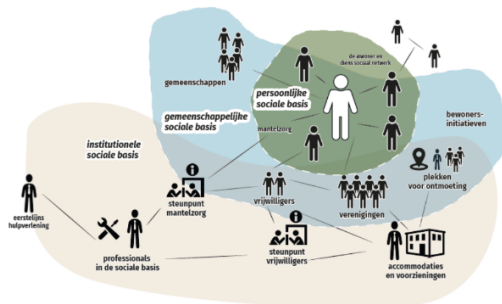 de inwoner en
diens sociaal netwerk
gemeenschappen
persoonlijke
sociale basis
gemeenschappelijke
sociale basis
mantelzorg
bewoners-
initiatieven
institutionele
sociale basis
plekken
voor ontmoeting
eerstelijns
hulpverlening
steunpunt
mantelzorg
vrijwilligers
verenigingen
professionals
in de sociale basis
steunpunt
vrijwilligers
accommodaties
en voorzieningen